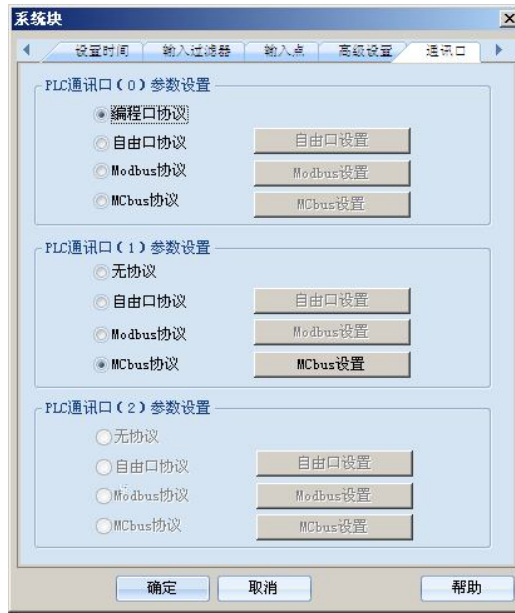 系统块
设置时间 输入过滤器 输入点 高级设置 通讯口
PLC通讯口(0)参数设置
编程口协议
自由口协议 自由口设置
Modbus协议 Modbus设置
MCbus协议 MCbus设置
PLC通讯口(1)参数设置
无协议
自由口协议 自由口设置
Modbus协议 Modbus设置
MCbus协议 MCbus设置
PLC通讯口(2)参数设置
无协议
自由口协议 自由口设置
Modbus协议 Modbus设置
MCbus协议 MCbus设置
确定 取消 帮助